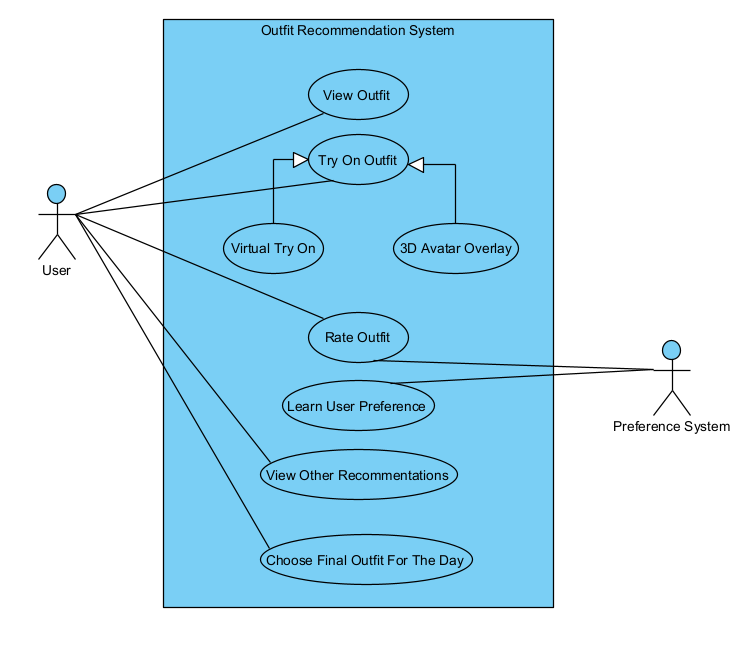 Outfit Recommendation System
View Outfit
Try On Outfit
Virtual Try On
3D Avatar Overlay
User
Rate Outfit
Learn User Preference
Preference System
View Other Recommentations
Choose Final Outfit For The Day